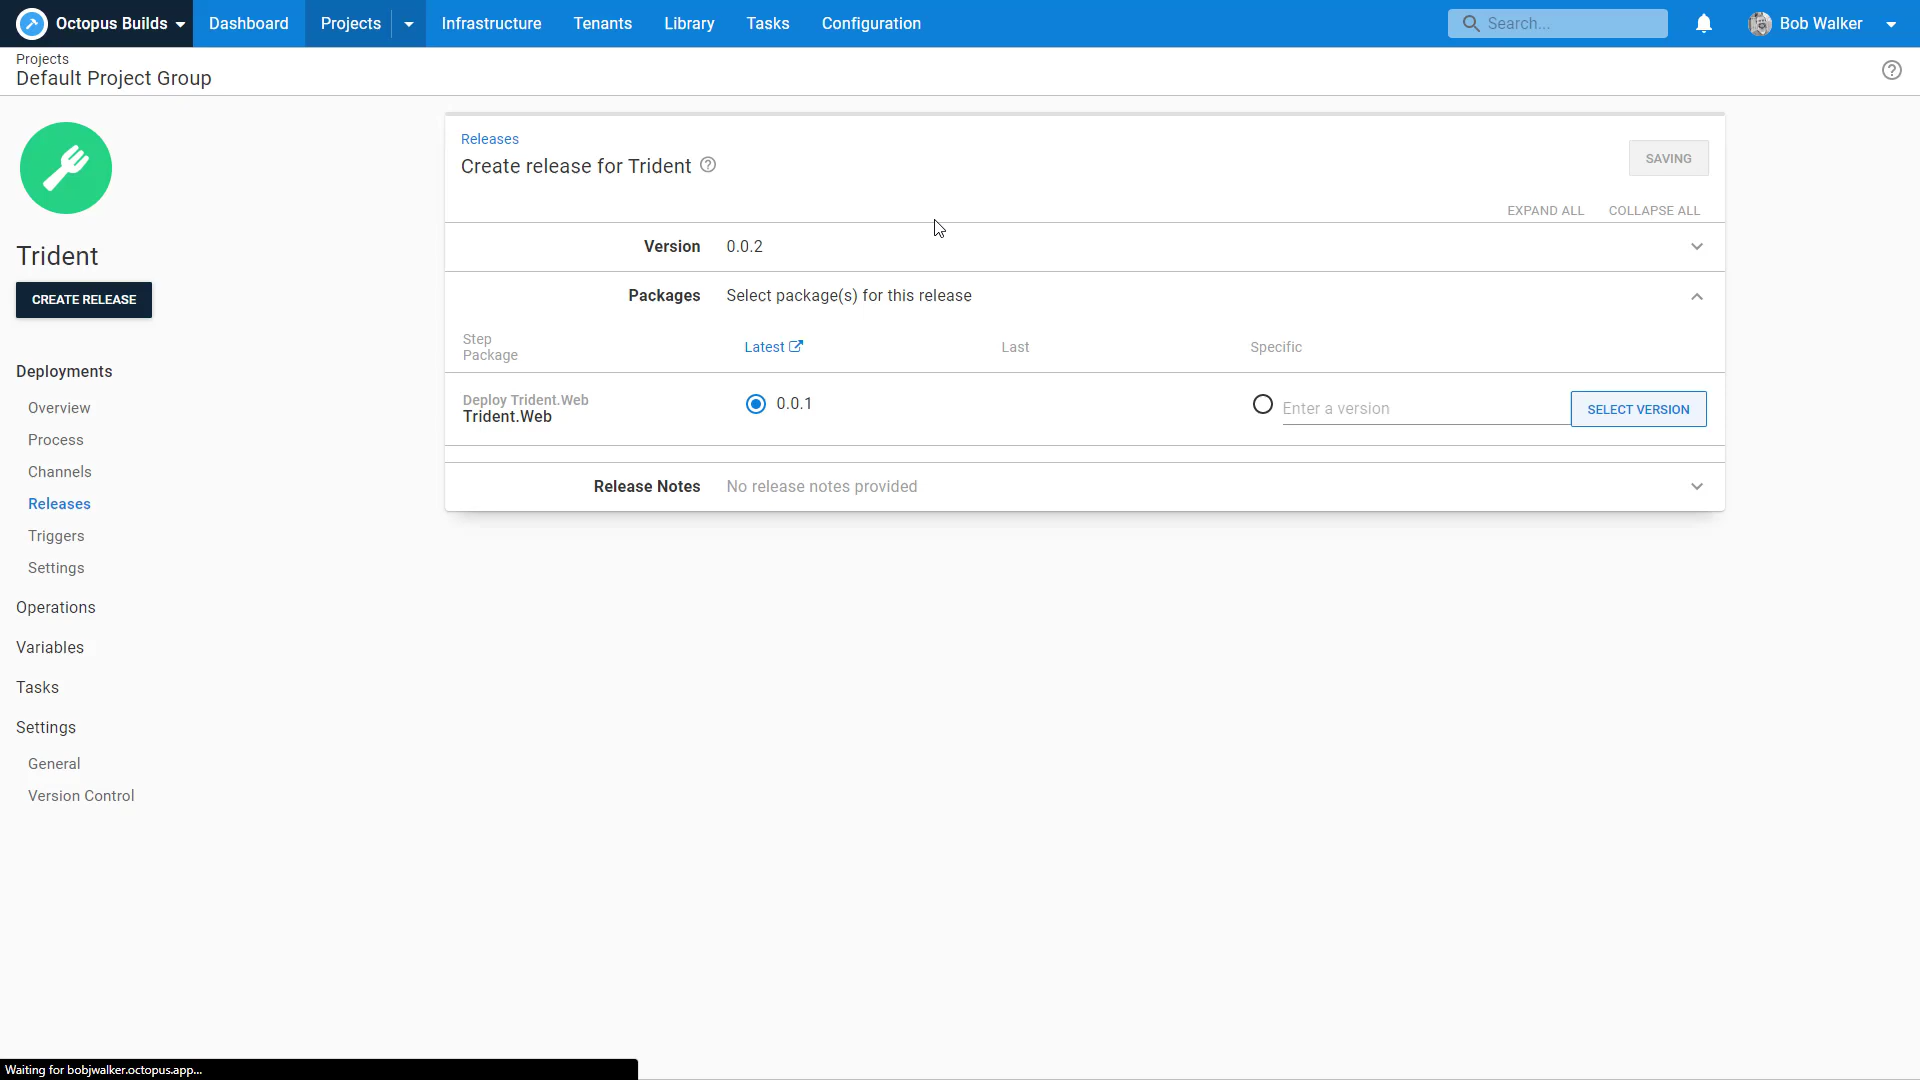 Octopus Builds
Dashboard
Projects
Infrastructure
Tenants
Library
Tasks
Configuration
Search...
Bob Walker
Projects
Default Project Group
Trident
CREATE RELEASE
Deployments
Overview
Process
Channels
Releases
Triggers
Settings
Operations
Variables
Tasks
Settings
General
Version Control
Releases
Create release for Trident
SAVING
EXPAND ALL
COLLAPSE ALL
Version 0.0.2
Packages Select package(s) for this release
Step
Package
Latest
Last
Specific
Deploy Trident.Web
Trident.Web
0.0.1
Enter a version
SELECT VERSION
Release Notes No release notes provided
Waiting for bobjwalker.octopus.app...